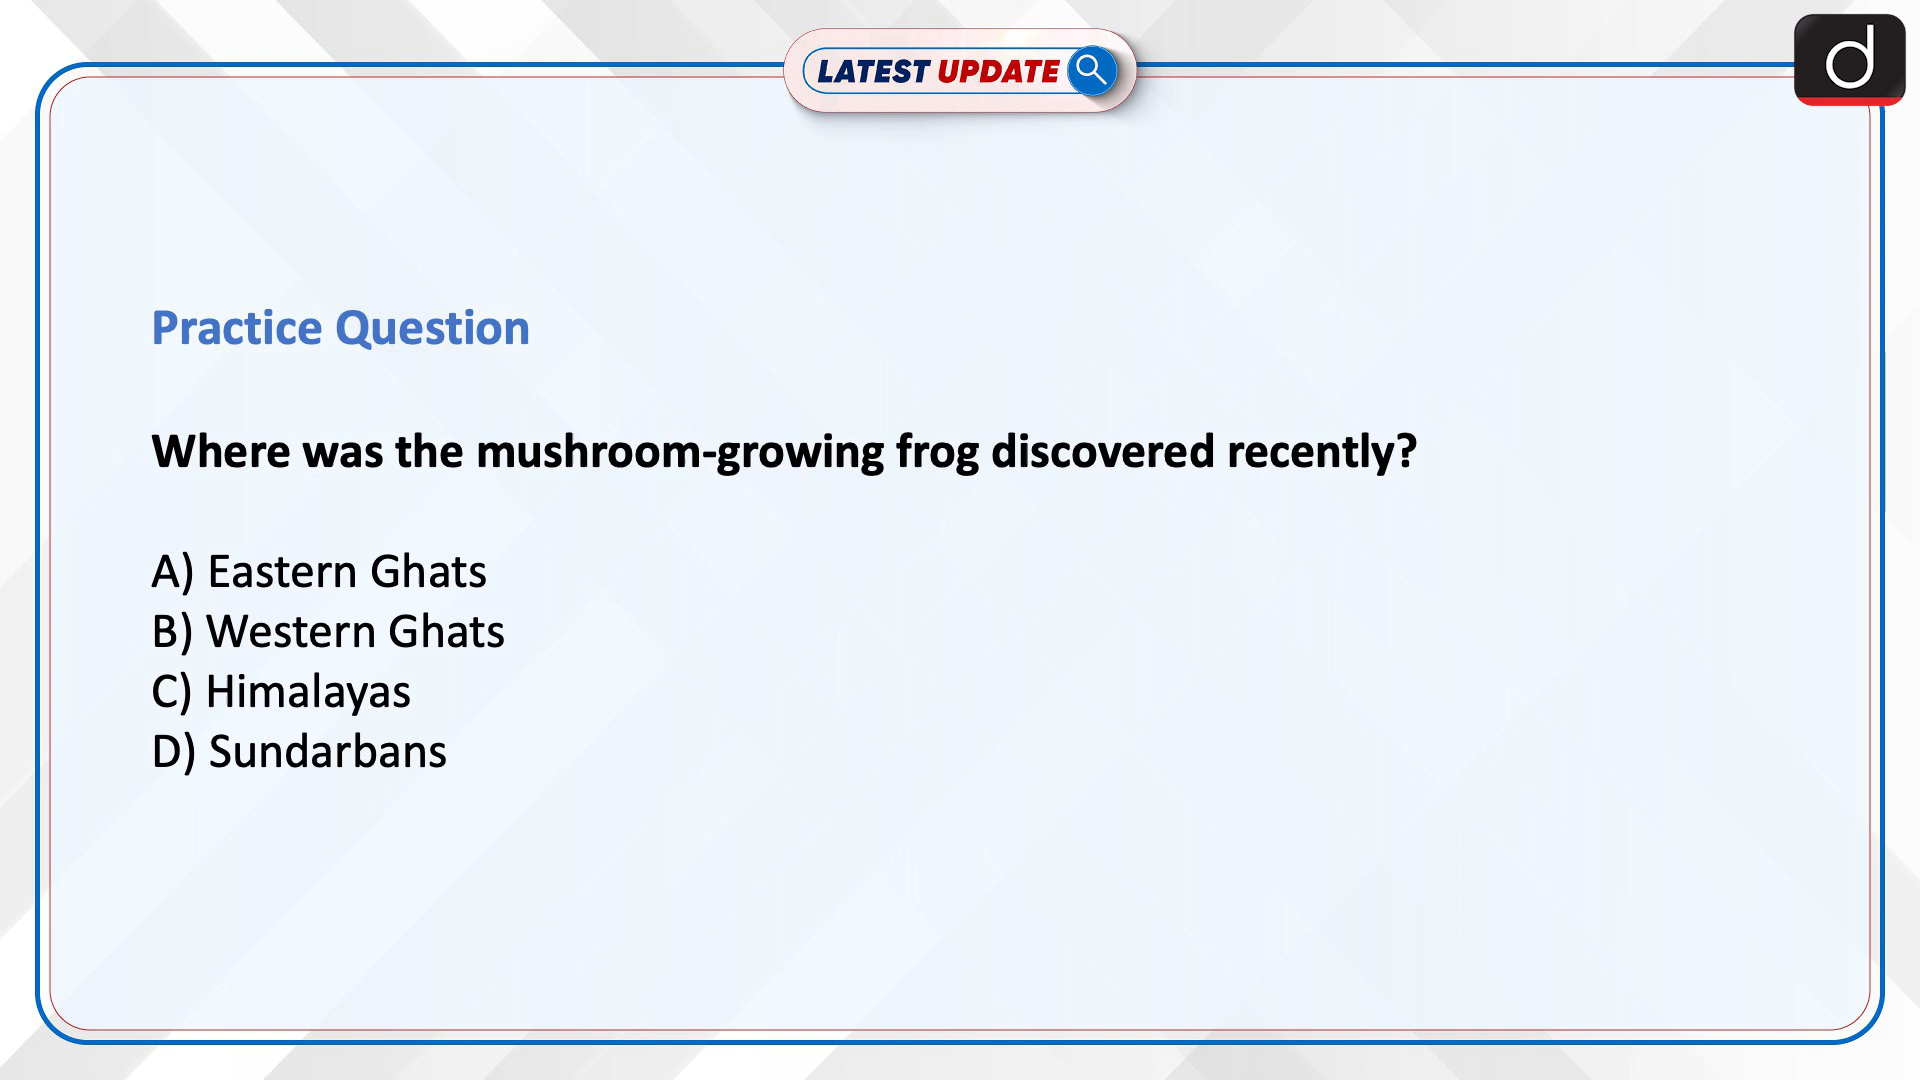 LATEST UPDATE
d
Practice Question
Where was the mushroom-growing frog discovered recently?
A) Eastern Ghats
B) Western Ghats
C) Himalayas
D) Sundarbans